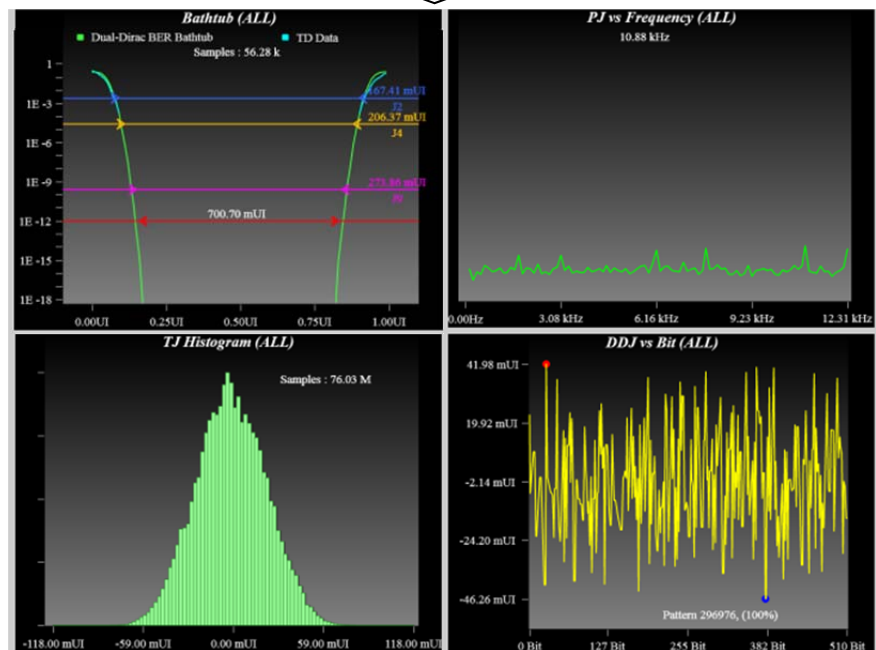 Bathtub (ALL)
Dual-Dirac BER Bathtub
TD Data
Samples : 56.28 k
1
1E -3
1E -6
1E -9
1E -12
1E -15
1E -18
167.41 mUI
J2
206.37 mUI
J4
273.86 mUI
J9
700.70 mUI
0.00UI
0.25UI
0.50UI
0.75UI
1.00UI
PJ vs Frequency (ALL)
10.88 kHz
0.00Hz
3.08 kHz
6.16 kHz
9.23 kHz
12.31 kHz
TJ Histogram (ALL)
Samples : 76.03 M
-118.00 mUI
-59.00 mUI
0.00 mUI
59.00 mUI
118.00 mUI
DDJ vs Bit (ALL)
41.98 mUI
19.92 mUI
-2.14 mUI
-24.20 mUI
-46.26 mUI
Pattern 296976, (100%)
0 Bit
127 Bit
255 Bit
382 Bit
510 Bit